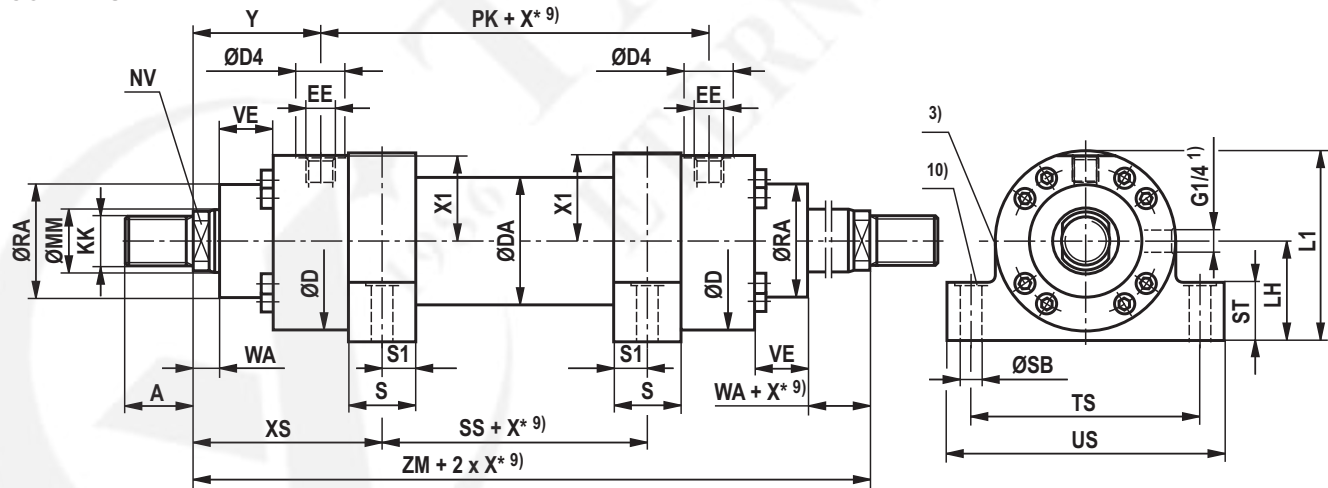 Y
PK + X* 9)
ØD4
ØD4
NV
EE
EE
VE
3)
10)
G1/4 1)
X1
X1
ØRA
ØMM
KK
ØDA
ØRA
L1
ØD
ØD
ST
LH
WA
S1
S1
VE
ØSB
A
S
S
WA + X* 9)
TS
XS
SS + X* 9)
US
ZM + 2 x X* 9)